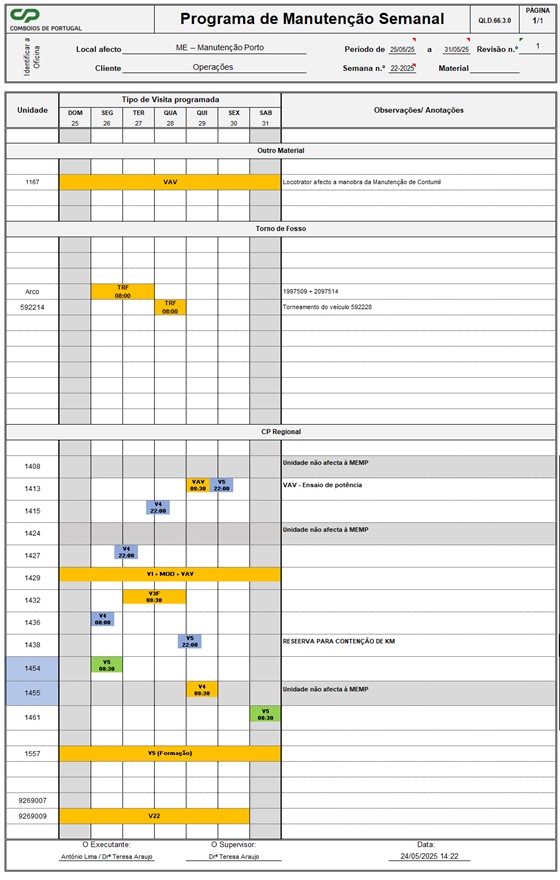 CP
COMBOIOS DE PORTUGAL
Programa de Manutenção Semanal
QLD.66.3.0
PÁGINA
1/1
Identificar a Oficina
Local afecto ME – Manutenção Porto
Período de 25/05/25 a 31/05/25 Revisão n.º 1
Cliente Operações
Semana n.º 22-2025 Material
Unidade
Tipo de Visita programada
Observações/ Anotações
DOM SEG TER QUA QUI SEX SAB
25 26 27 28 29 30 31
Outro Material
1167 VAV Locotrator afecto a manobra da Manutenção de Contumil
Torno de Fosso
Arco TRF 08:00 1997509 + 2097514
592214 TRF 08:00 Torneamento do veículo 592228
CP Regional
1408 Unidade não afecta à MEMP
1413 VAV 08:30 V5 22:00 VAV - Ensaio de potência
1415 V4 22:00
1424 Unidade não afecta à MEMP
1427 V4 22:00
1429 VI + MOD + VAV
1432 V3F 08:30
1436 V4 00:00
1438 V5 22:00 RESERVA PARA CONTENÇÃO DE KM
1454 V5 08:30
1455 V4 08:30 Unidade não afecta à MEMP
1461 V5 08:30
1557 V5 (Formação)
9269007
9269009 V22
O Executante: O Supervisor: Data:
António Lima / Drª Teresa Araujo Drª Teresa Araujo 24/05/2025 14:22